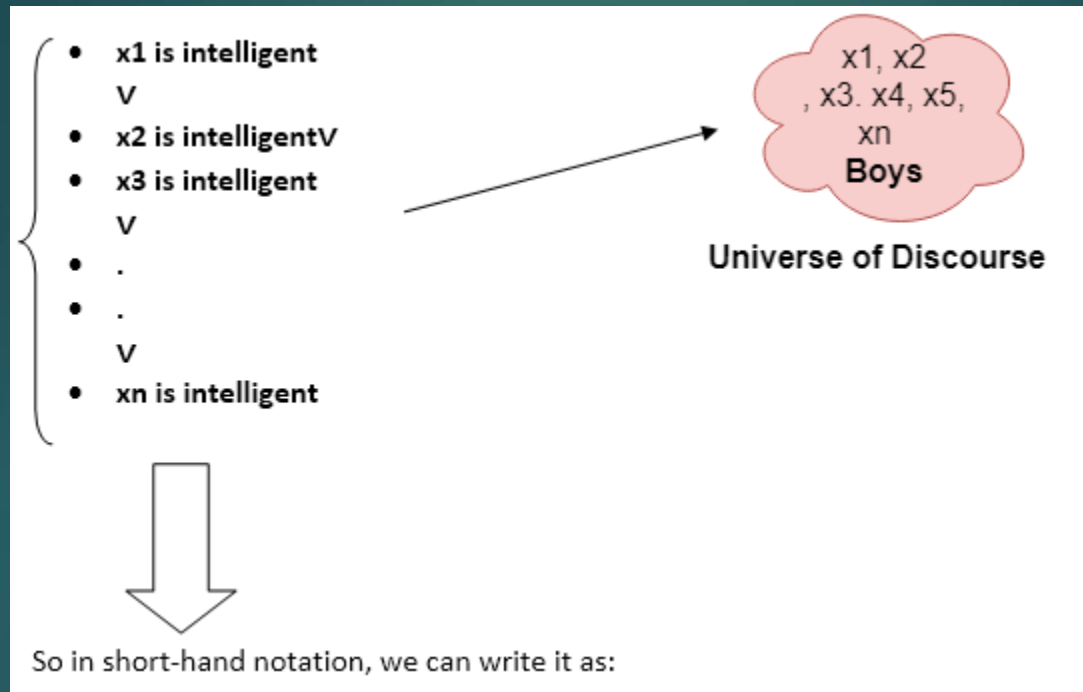 • x1 is intelligent
V
• x2 is intelligentV
• x3 is intelligent
V
• .
• .
V
• xn is intelligent
x1, x2
, x3. x4, x5,
xn
Boys
Universe of Discourse
So in short-hand notation, we can write it as: